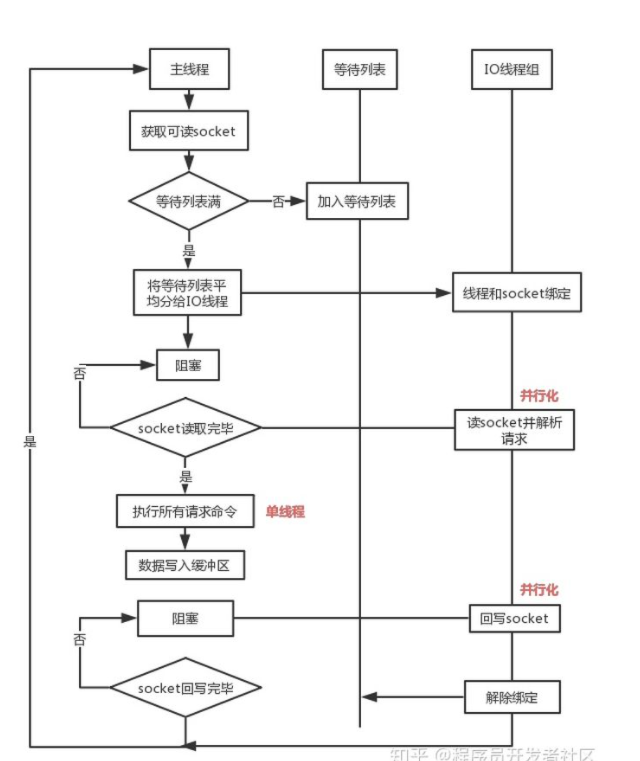 主线程
等待列表
IO线程组
获取可读socket
等待列表满
否
加入等待列表
是
将等待列表平
均分给IO线程
线程和socket绑定
阻塞
否
并行化
socket读取完毕
读socket并解析
请求
是
是
执行所有请求命令
单线程
数据写入缓冲区
并行化
阻塞
回写socket
否
socket回写完毕
解除绑定
知乎 @程序员开发者社区